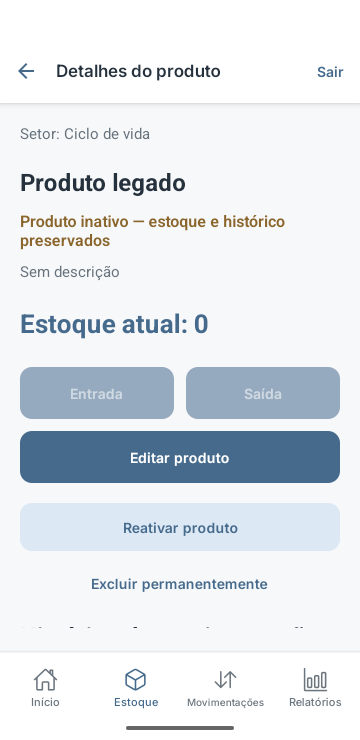 Detalhes do produto
Sair
Setor: Ciclo de vida
Produto legado
Produto inativo — estoque e histórico
preservados
Sem descrição
Estoque atual: 0
Entrada
Saída
Editar produto
Reativar produto
Excluir permanentemente
Início
Estoque
Movimentações
Relatórios